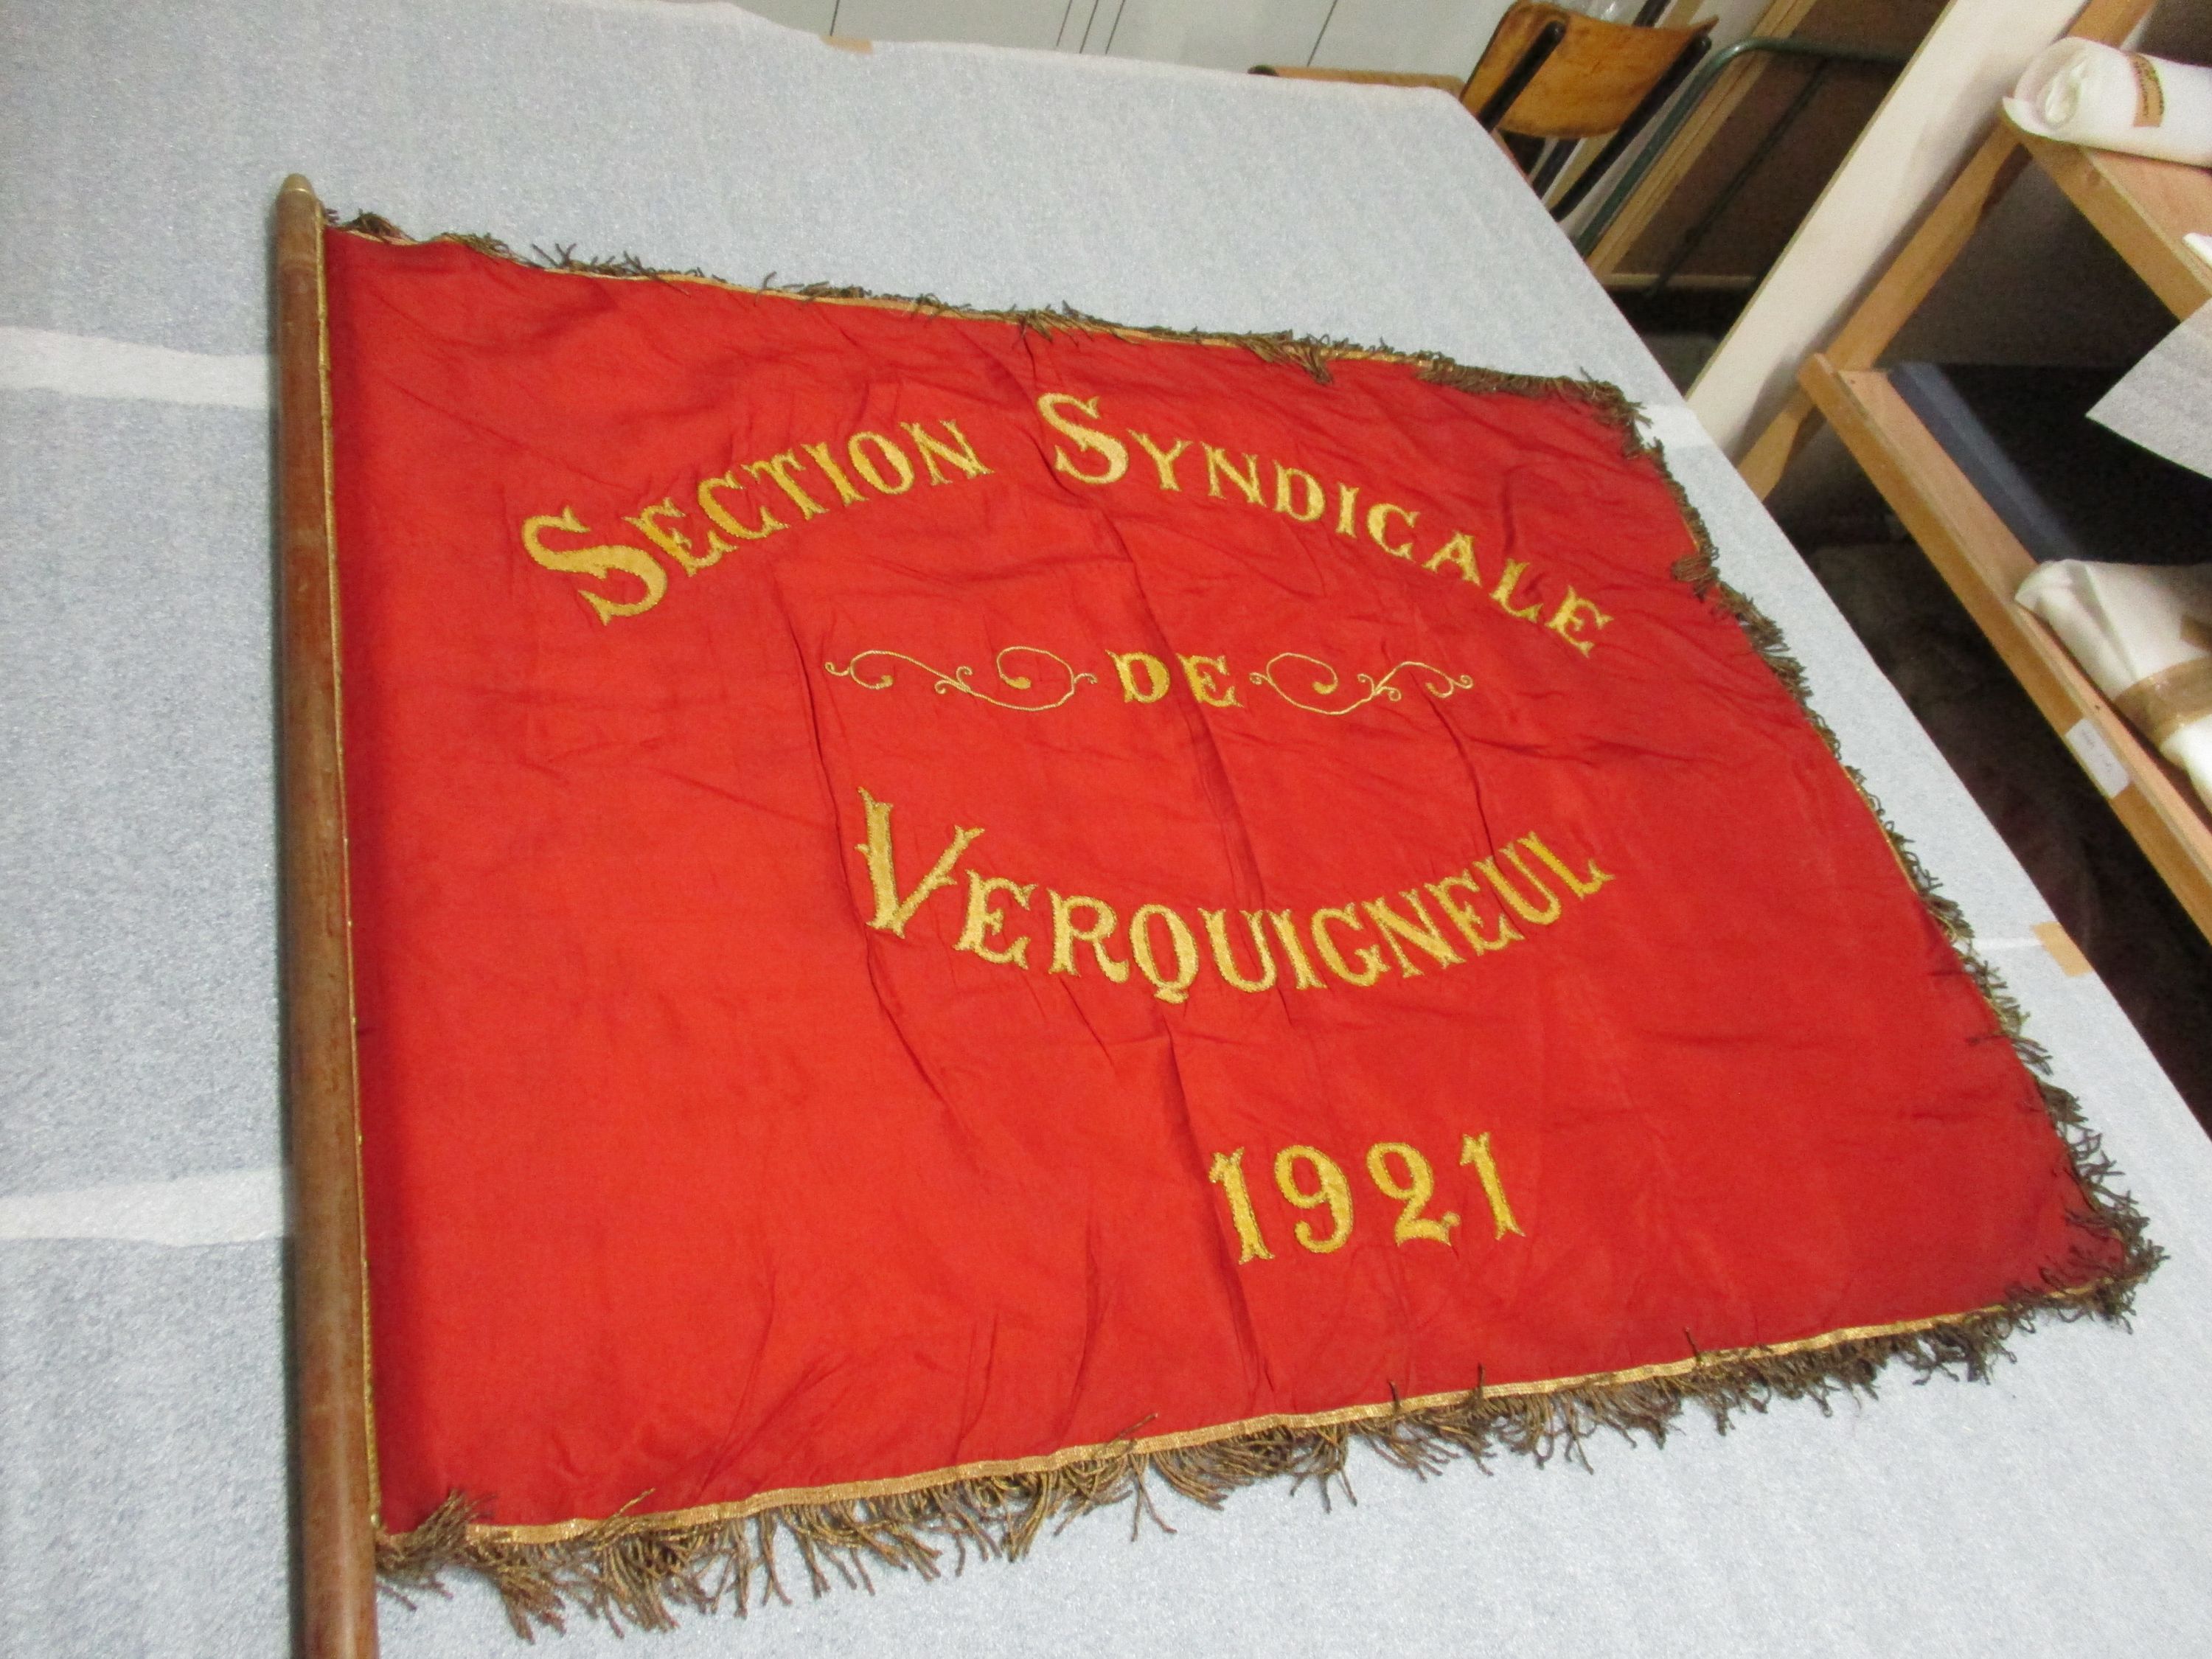 SECTION SYNDICALE
DE
VERQUIGNEUL
1921